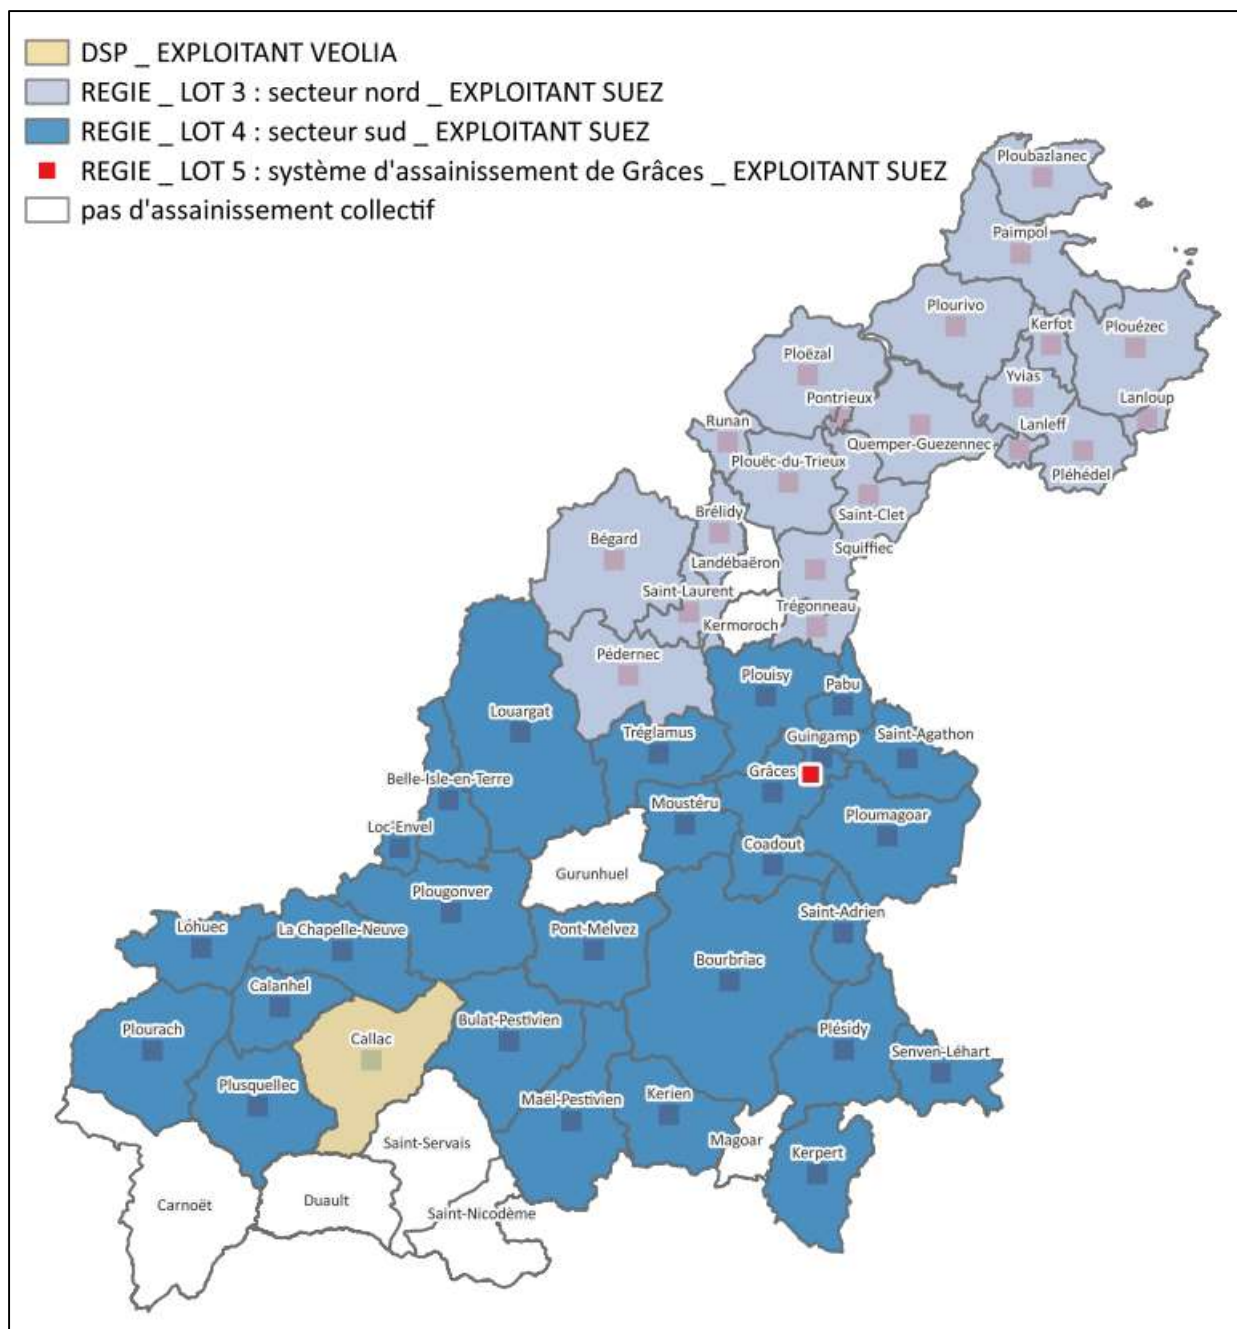 DSP _ EXPLOITANT VEOLIA
REGIE _ LOT 3 : secteur nord _ EXPLOITANT SUEZ
REGIE _ LOT 4 : secteur sud _ EXPLOITANT SUEZ
REGIE _ LOT 5 : système d'assainissement de Grâces _ EXPLOITANT SUEZ
pas d'assainissement collectif
Ploubazlanec
Paimpol
Plourivo
Kerfot
Plouézec
Ploëzal
Yvias
Pontrieux
Lanloup
Runan
Lanleff
Quemper-Guezennec
Plouëc-du-Trieux
Pléhédel
Brélidy
Saint-Clet
Bégard
Squiffiec
Landébaëron
Saint-Laurent
Trégonneau
Kermoroch
Pédernec
Plouisy
Pabu
Louargat
Tréglamus
Guingamp
Saint-Agathon
Grâces
Belle-Isle-en-Terre
Moustéru
Ploumagoar
Loc-Envel
Coadout
Gurunhuel
Plougonver
Saint-Adrien
Lohuec
La Chapelle-Neuve
Pont-Melvez
Bourbriac
Calanhel
Plourach
Callac
Bulat-Pestivien
Plésidy
Senven-Léhart
Plusquellec
Maël-Pestivien
Kerien
Saint-Servais
Magoar
Kerpert
Carnoët
Duault
Saint-Nicodème